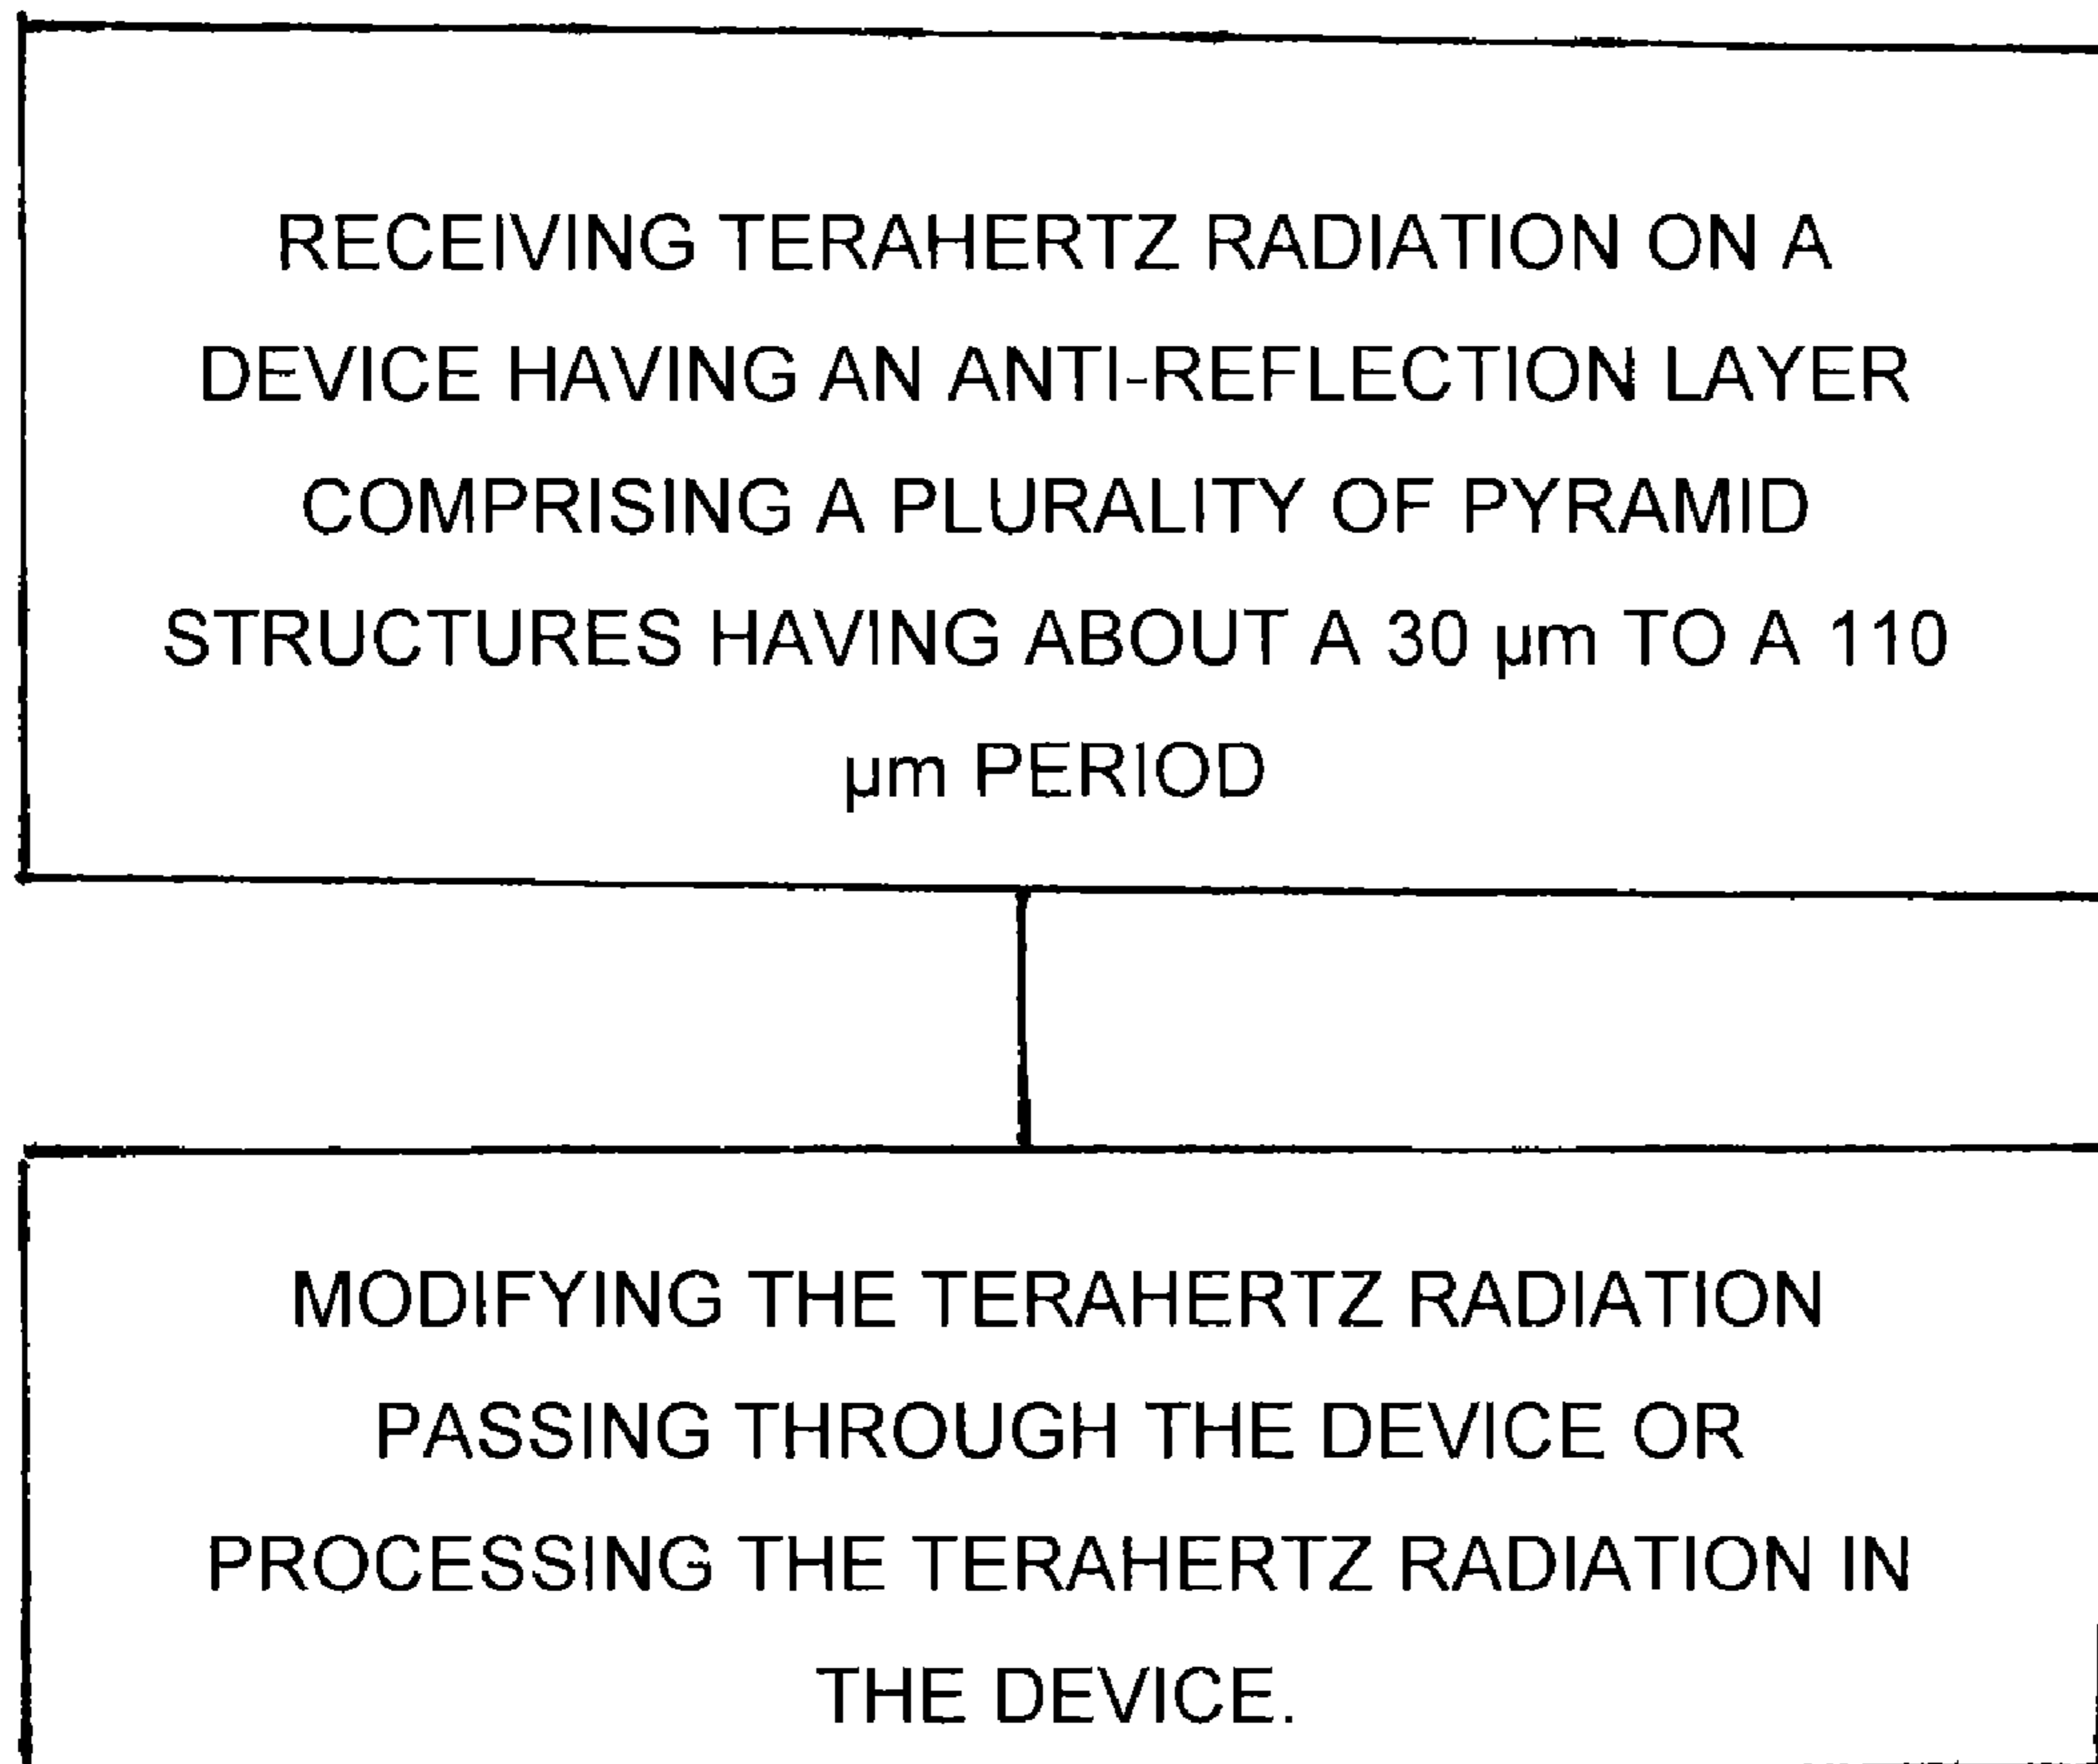 RECEIVING TERAHERTZ RADIATION ON A
DEVICE HAVING AN ANTI-REFLECTION LAYER
COMPRISING A PLURALITY OF PYRAMID
STRUCTURES HAVING ABOUT A 30 µm TO A 110
µm PERIOD
MODIFYING THE TERAHERTZ RADIATION
PASSING THROUGH THE DEVICE OR
PROCESSING THE TERAHERTZ RADIATION IN
THE DEVICE.